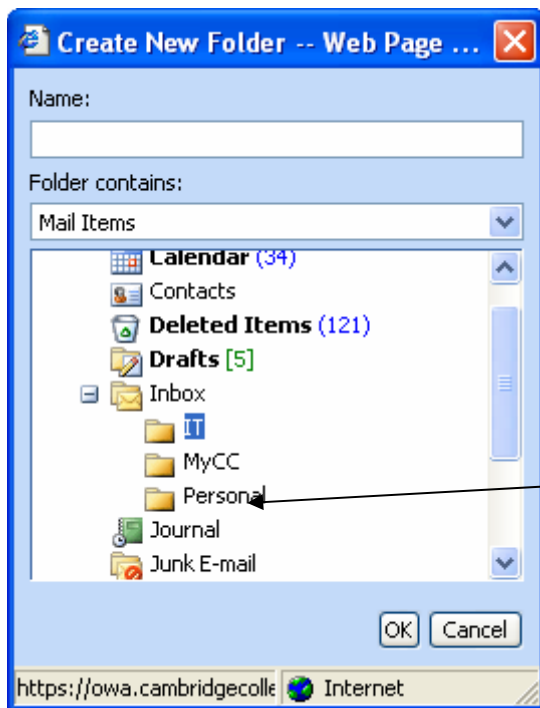 Create New Folder -- Web Page ...
Name:
Folder contains:
Mail Items
Calendar (34)
Contacts
Deleted Items (121)
Drafts [5]
Inbox
IT
MyCC
Personal
Journal
Junk E-mail
OK Cancel
https://owa.cambridgecolle Internet